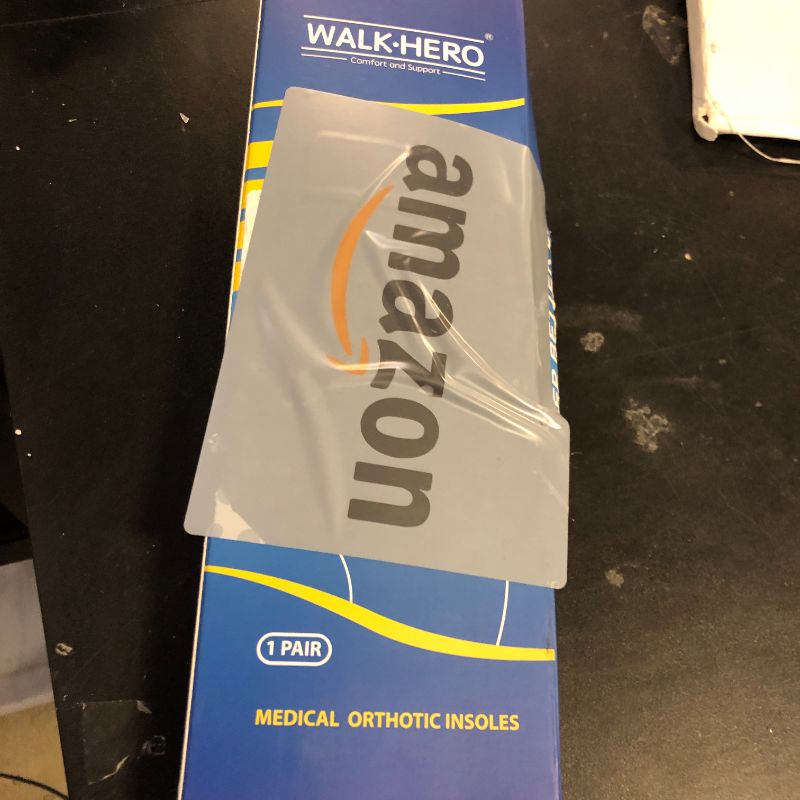 WALK·HERO®
Comfort and Support
amazon
1 PAIR
MEDICAL ORTHOTIC INSOLES